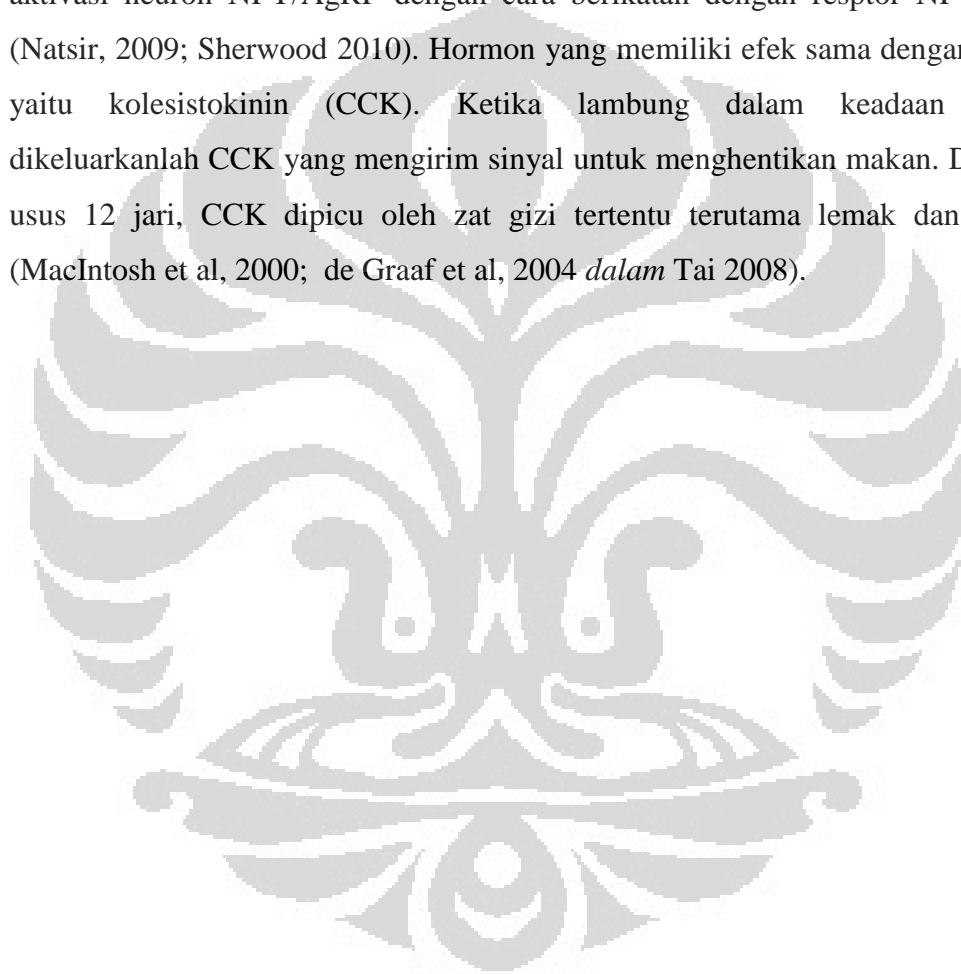 aktivasi neuron NPY/AgRP dengan cara berikatan dengan resptor NPY
(Natsir, 2009; Sherwood 2010). Hormon yang memiliki efek sama dengan
yaitu kolesistokinin (CCK). Ketika lambung dalam keadaan
dikeluarkanlah CCK yang mengirim sinyal untuk menghentikan makan.
usus 12 jari, CCK dipicu oleh zat gizi tertentu terutama lemak dan
(MacIntosh et al, 2000; de Graaf et al, 2004 dalam Tai 2008).